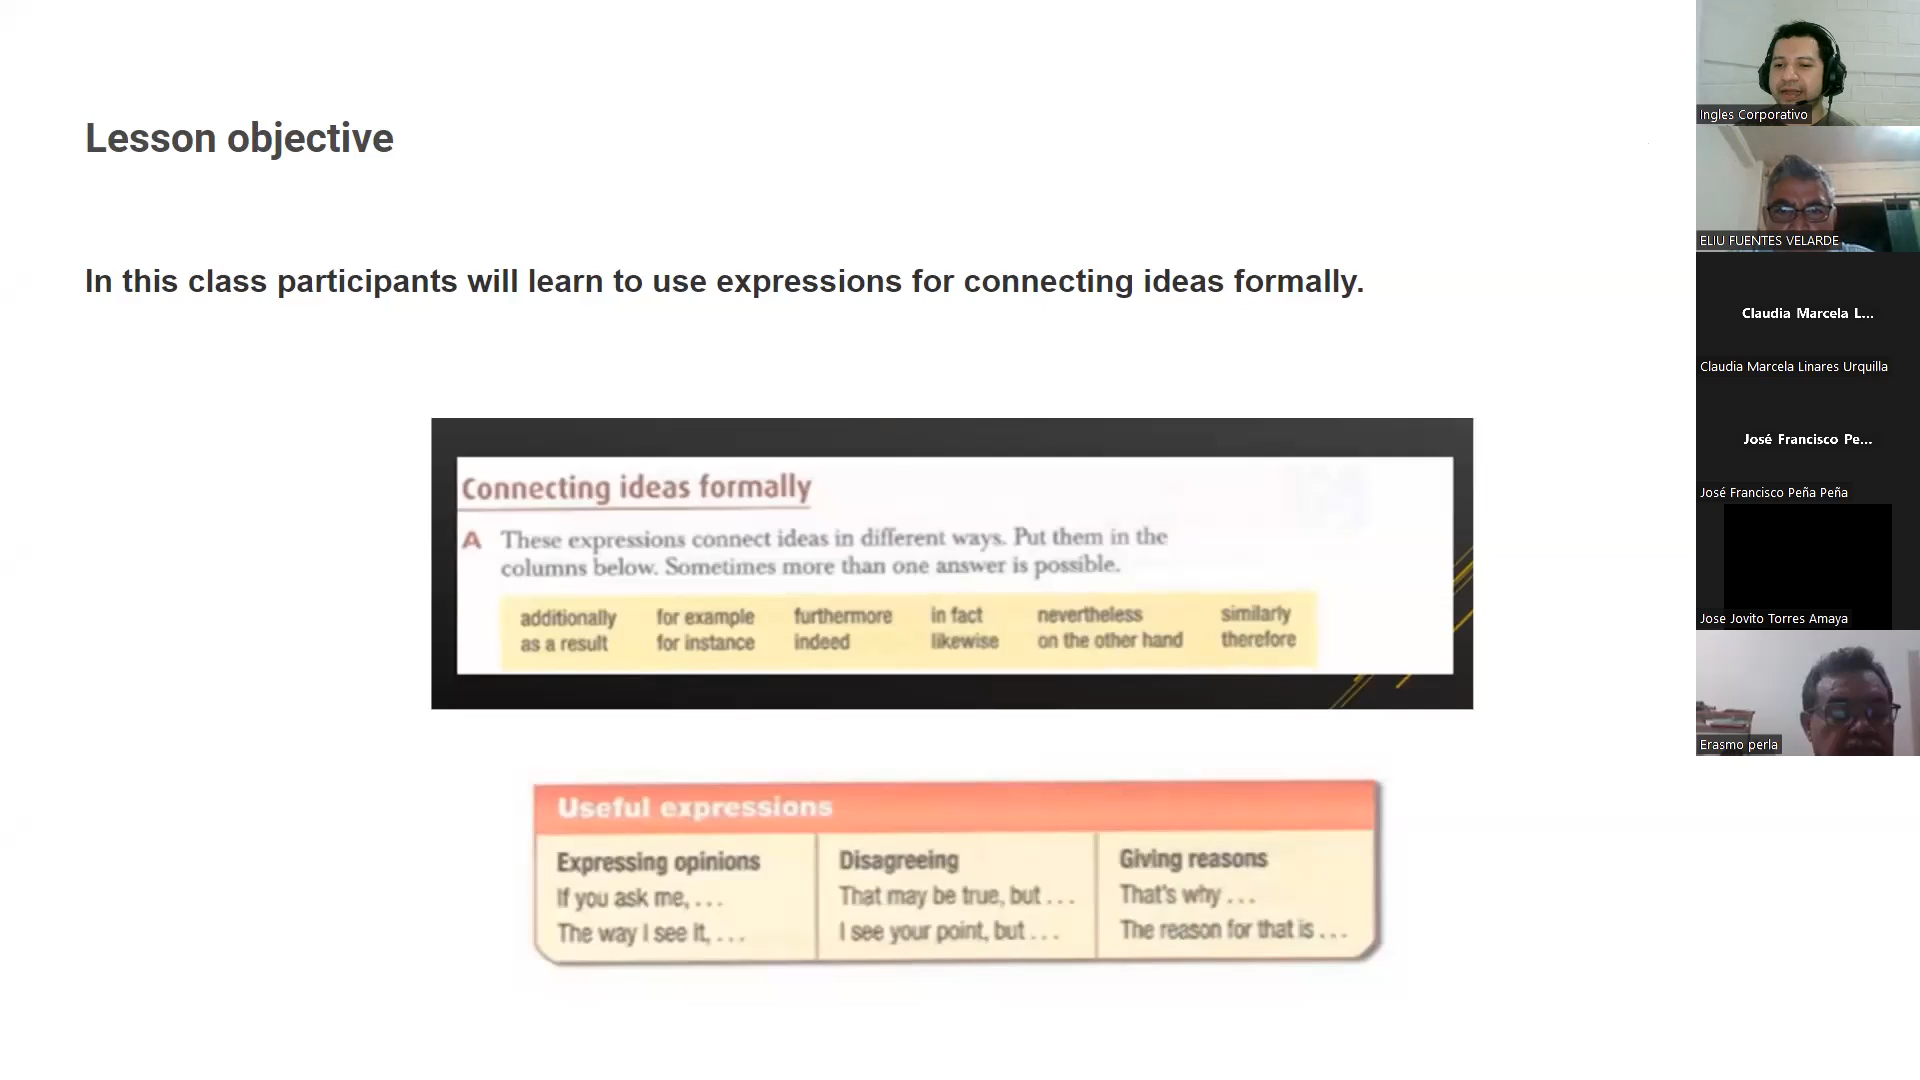 Lesson objective
In this class participants will learn to use expressions for connecting ideas formally.
Connecting ideas formally
A These expressions connect ideas in different ways. Put them in the
columns below. Sometimes more than one answer is possible.
additionally for example furthermore in fact nevertheless similarly
as a result for instance indeed likewise on the other hand therefore
Useful expressions
Expressing opinions Disagreeing Giving reasons
If you ask me, . . . That may be true, but . . . That's why . . .
The way I see it, . . . I see your point, but . . . The reason for that is . . .
Ingles Corporativo
ELIU FUENTES VELARDE
Claudia Marcela L...
Claudia Marcela Linares Urquilla
José Francisco Pe...
José Francisco Peña Peña
Jose Jovito Torres Amaya
Erasmo perla